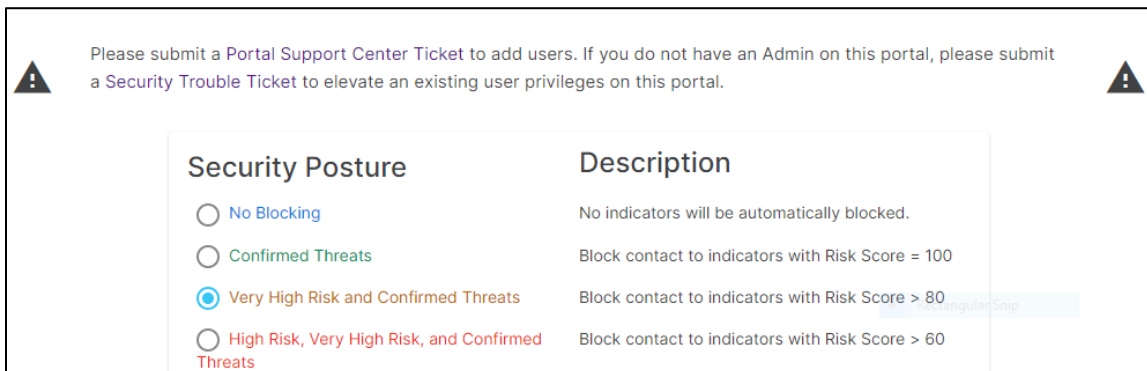 Please submit a Portal Support Center Ticket to add users. If you do not have an Admin on this portal, please submit
a Security Trouble Ticket to elevate an existing user privileges on this portal.
Security Posture Description
No Blocking No indicators will be automatically blocked.
Confirmed Threats Block contact to indicators with Risk Score = 100
Very High Risk and Confirmed Threats Block contact to indicators with Risk Score > 80
Rectangular Snip
High Risk, Very High Risk, and Confirmed Block contact to indicators with Risk Score > 60
Threats